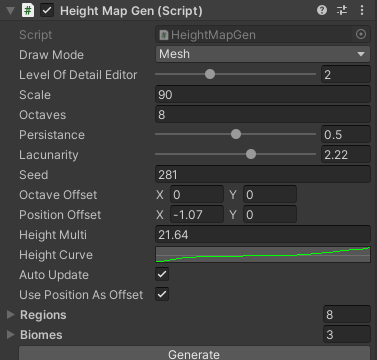 # Height Map Gen (Script)
Script # HeightMapGen
Draw Mode Mesh
Level Of Detail Editor 2
Scale 90
Octaves 8
Persistance 0.5
Lacunarity 2.22
Seed 281
Octave Offset X 0 Y 0
Position Offset X -1.07 Y 0
Height Multi 21.64
Height Curve
Auto Update
Use Position As Offset
Regions 8
Biomes 3
Generate